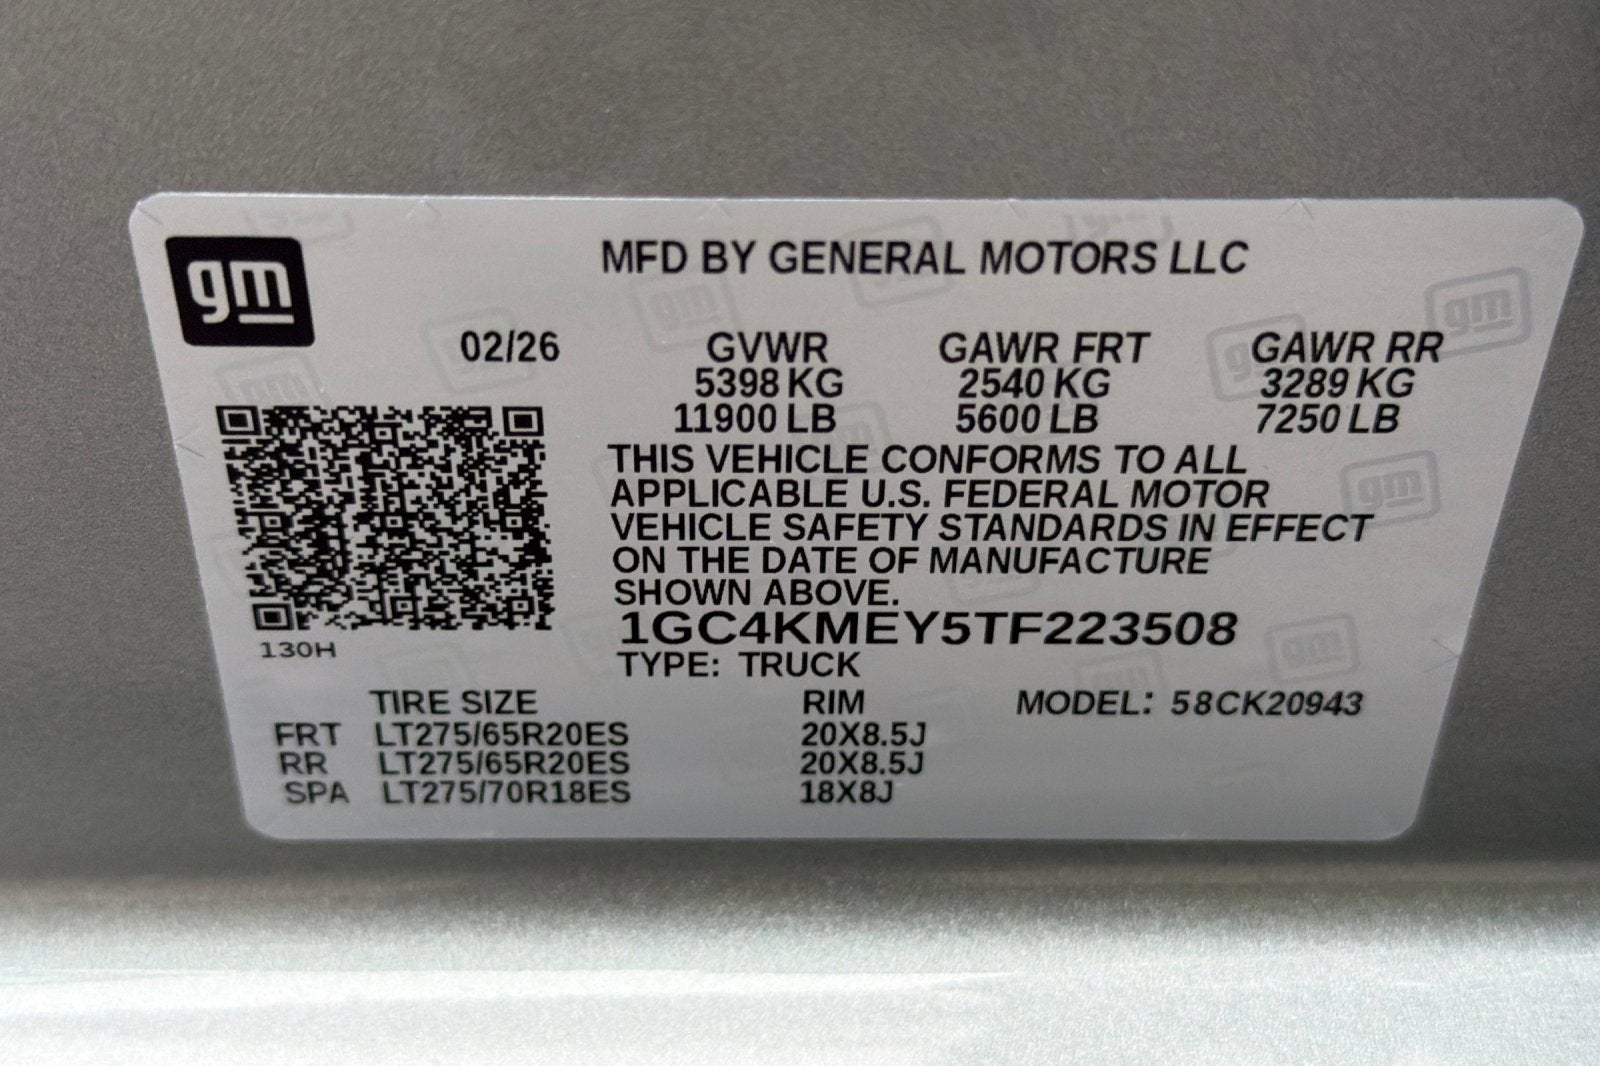 gm
MFD BY GENERAL MOTORS LLC
02/26 GVWR GAWR FRT GAWR RR
5398 KG 2540 KG 3289 KG
11900 LB 5600 LB 7250 LB
THIS VEHICLE CONFORMS TO ALL
APPLICABLE U.S. FEDERAL MOTOR
VEHICLE SAFETY STANDARDS IN EFFECT
ON THE DATE OF MANUFACTURE
SHOWN ABOVE.
1GC4KMEY5TF223508
130H
TYPE: TRUCK
TIRE SIZE RIM MODEL: 58CK20943
FRT LT275/65R20ES 20X8.5J
RR LT275/65R20ES 20X8.5J
SPA LT275/70R18ES 18X8J